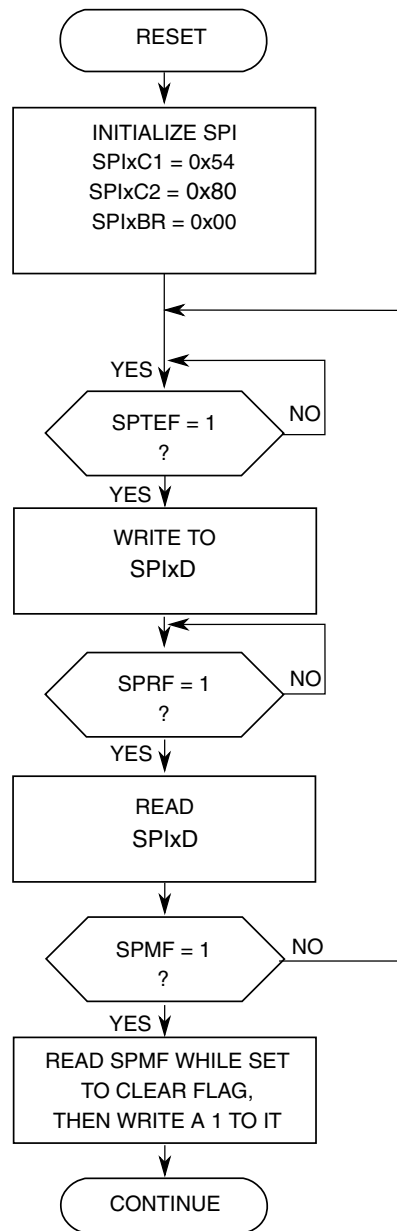 RESET
INITIALIZE SPI
SPIxC1 = 0x54
SPIxC2 = 0x80
SPIxBR = 0x00
YES
SPTEF = 1
?
NO
YES
WRITE TO
SPIxD
SPRF = 1
?
NO
YES
READ
SPIxD
SPMF = 1
?
NO
YES
READ SPMF WHILE SET
TO CLEAR FLAG,
THEN WRITE A 1 TO IT
CONTINUE